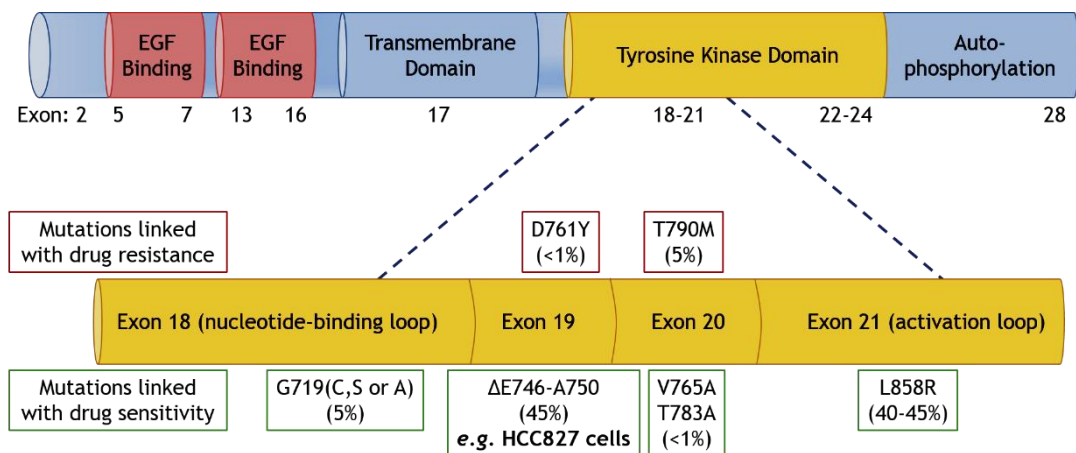 EGF
Binding
EGF
Binding
Transmembrane
Domain
Tyrosine Kinase Domain
Auto-
phosphorylation
Exon: 2 5 7 13 16 17 18-21 22-24 28
Mutations linked
with drug resistance
D761Y
(<1%)
T790M
(5%)
Exon 18 (nucleotide-binding loop) Exon 19 Exon 20 Exon 21 (activation loop)
Mutations linked
with drug sensitivity
G719(C,S or A)
(5%)
ΔE746-A750
(45%)
e.g. HCC827 cells
V765A
T783A
(<1%)
L858R
(40-45%)